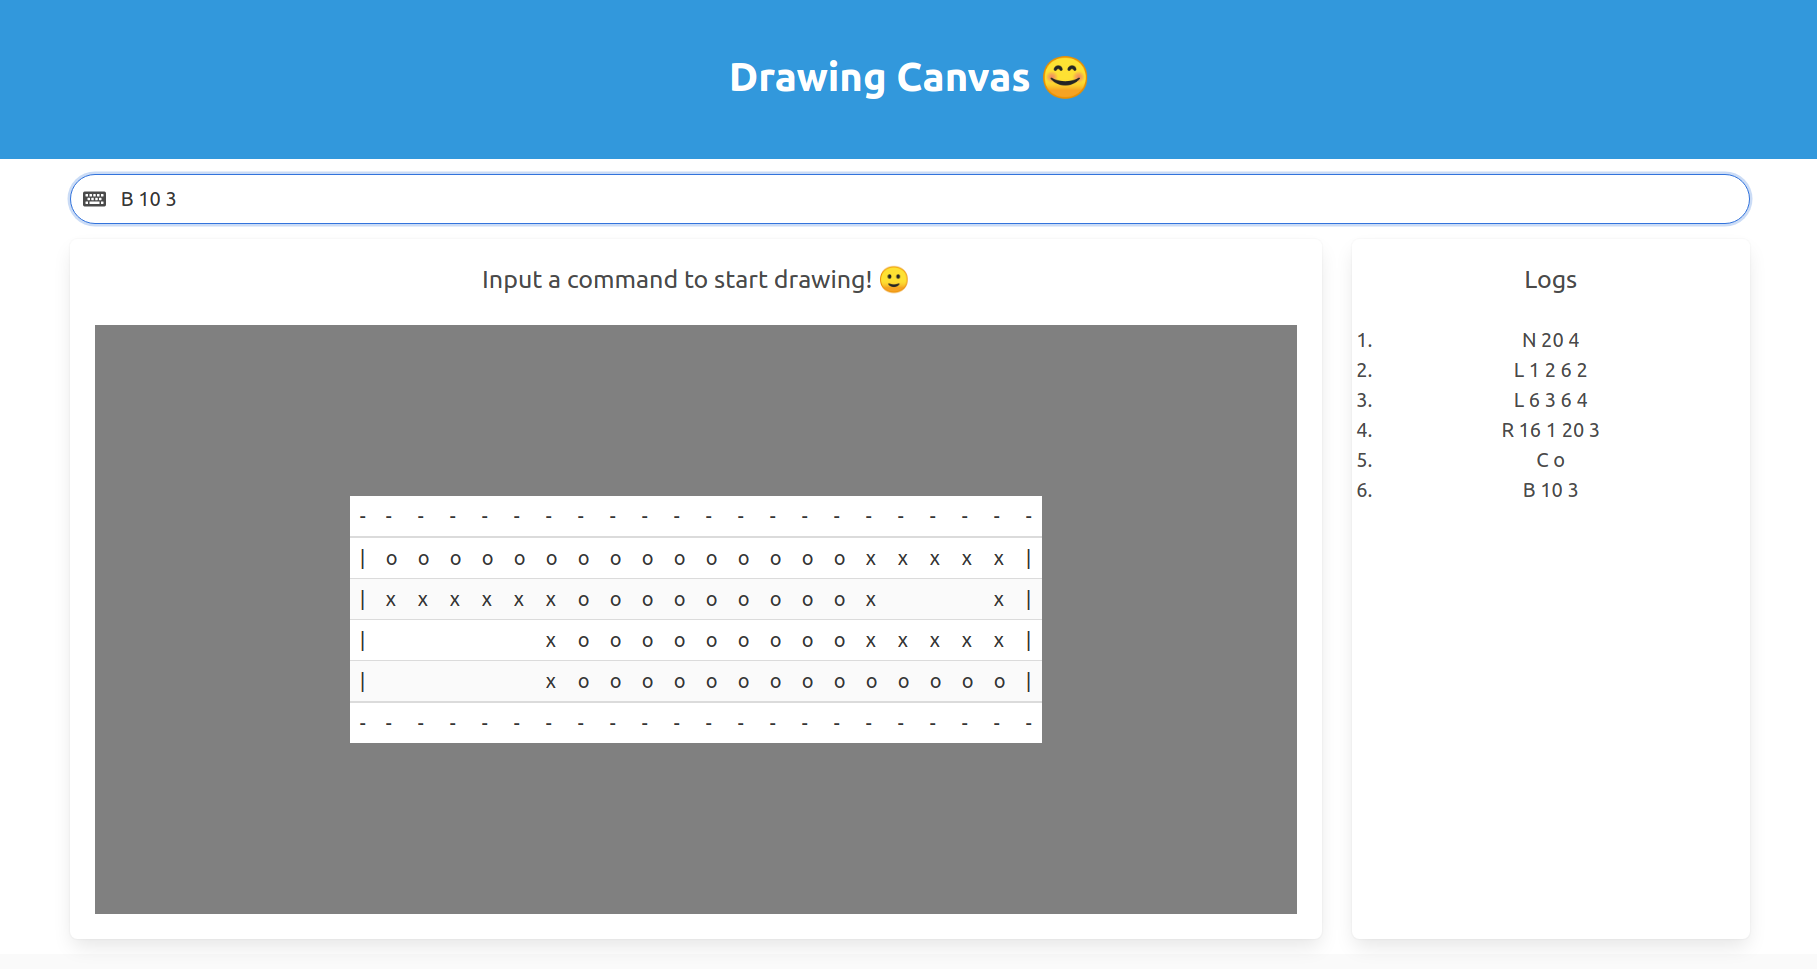 Drawing Canvas 😊
B 10 3
Input a command to start drawing! 🙂
- - - - - - - - - - - - - - - - - - - - - -
| o o o o o o o o o o o o o o o x x x x x |
| x x x x x x o o o o o o o o o x       x |
|           x o o o o o o o o o x x x x x |
|           x o o o o o o o o o o o o o o |
- - - - - - - - - - - - - - - - - - - - - -
Logs
1. N 20 4
2. L 1 2 6 2
3. L 6 3 6 4
4. R 16 1 20 3
5. C o
6. B 10 3